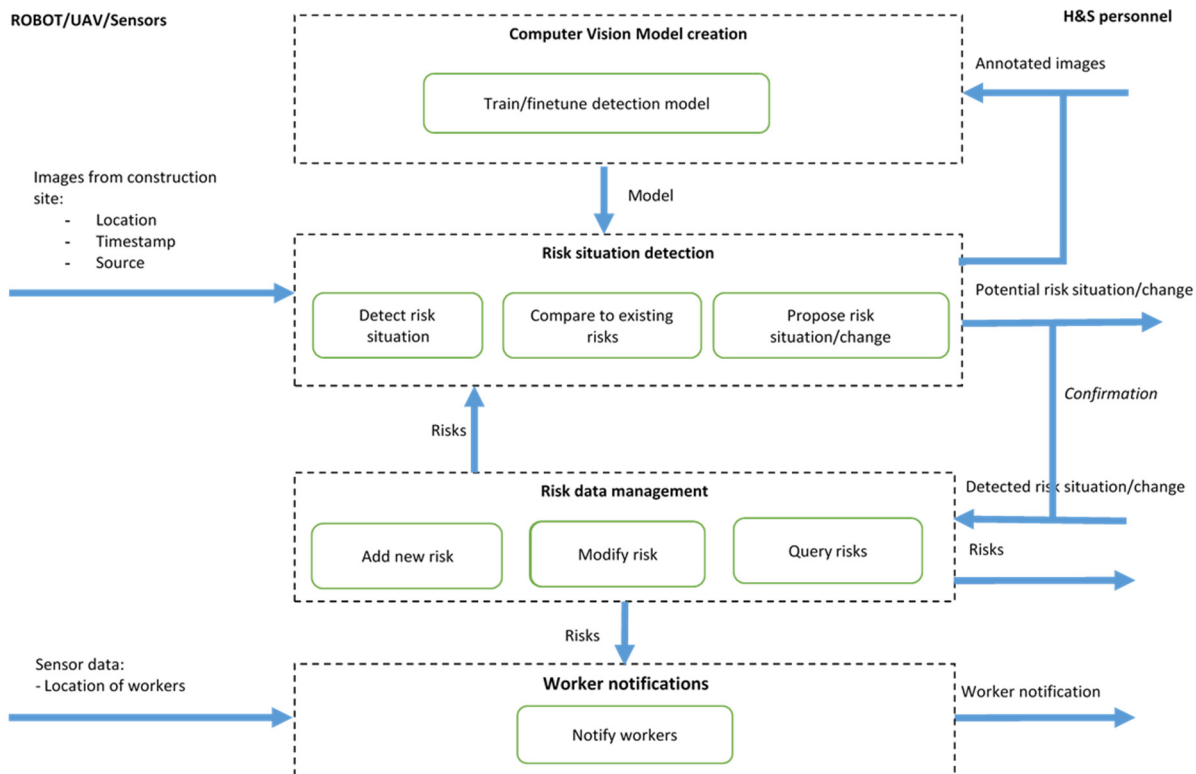 ROBOT/UAV/Sensors
H&S personnel
Computer Vision Model creation
Train/finetune detection model
Annotated images
Images from construction
site:
- Location
- Timestamp
- Source
Model
Risk situation detection
Detect risk
situation
Compare to existing
risks
Propose risk
situation/change
Potential risk situation/change
Confirmation
Risks
Risk data management
Add new risk
Modify risk
Query risks
Detected risk situation/change
Risks
Risks
Sensor data:
- Location of workers
Worker notifications
Notify workers
Worker notification